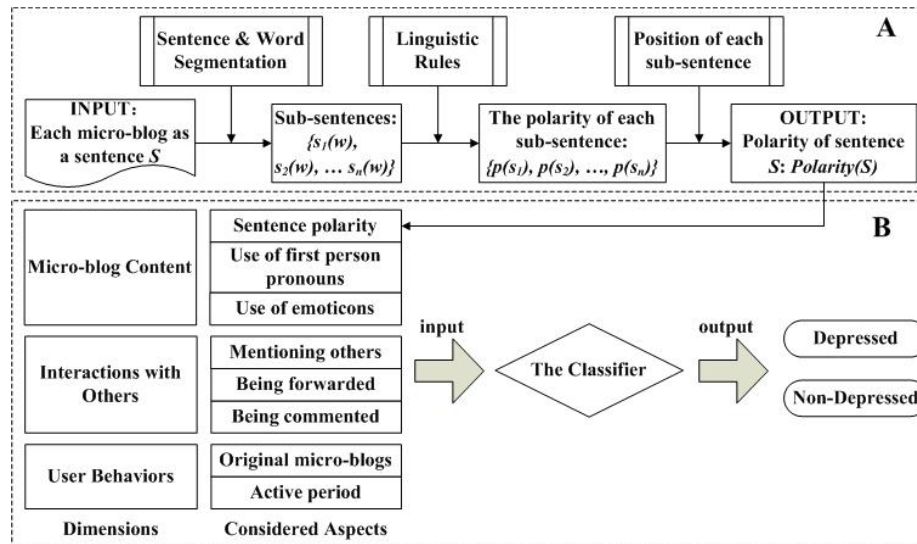 A
Sentence & Word
Segmentation
Linguistic
Rules
Position of each
sub-sentence
INPUT:
Each micro-blog as
a sentence S
Sub-sentences:
{s₁(w),
s₂(w), … sₙ(w)}
The polarity of each
sub-sentence:
{p(s₁), p(s₂), …, p(sₙ)}
OUTPUT:
Polarity of sentence
S: Polarity(S)
B
Micro-blog Content
Sentence polarity
Use of first person
pronouns
Use of emoticons
Interactions with
Others
Mentioning others
Being forwarded
Being commented
User Behaviors
Original micro-blogs
Active period
Dimensions
Considered Aspects
input
The Classifier
output
Depressed
Non-Depressed